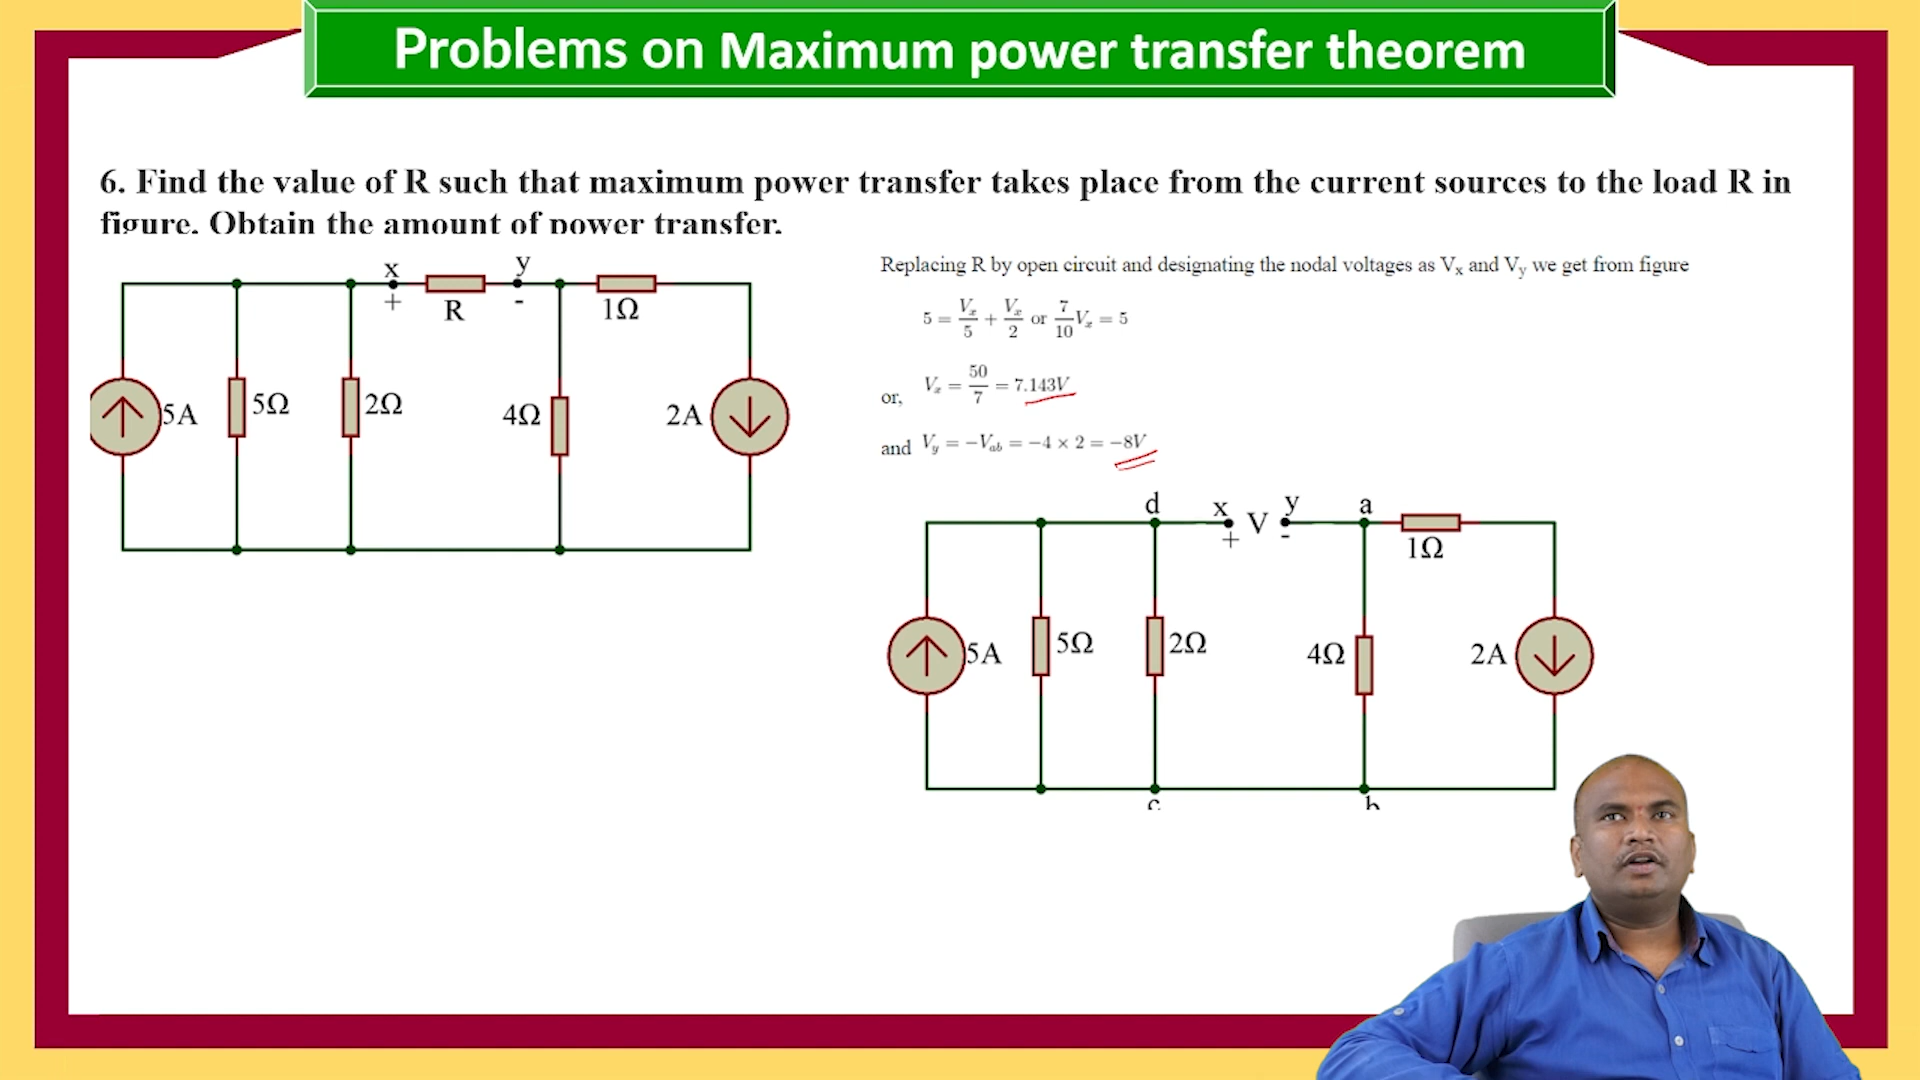 Problems on Maximum power transfer theorem
6. Find the value of R such that maximum power transfer takes place from the current sources to the load R in
figure. Obtain the amount of power transfer.
x y
+ R - 1Ω
5A 5Ω 2Ω 4Ω 2A
Replacing R by open circuit and designating the nodal voltages as Vₓ and Vy we get from figure
5 = Vₓ/5 + Vₓ/2 or 7/10 Vₓ = 5
or, Vₓ = 50/7 = 7.143V
and Vy = −Vab = −4 × 2 = −8V
d x V y a
+ - 1Ω
5A 5Ω 2Ω 4Ω 2A
c b